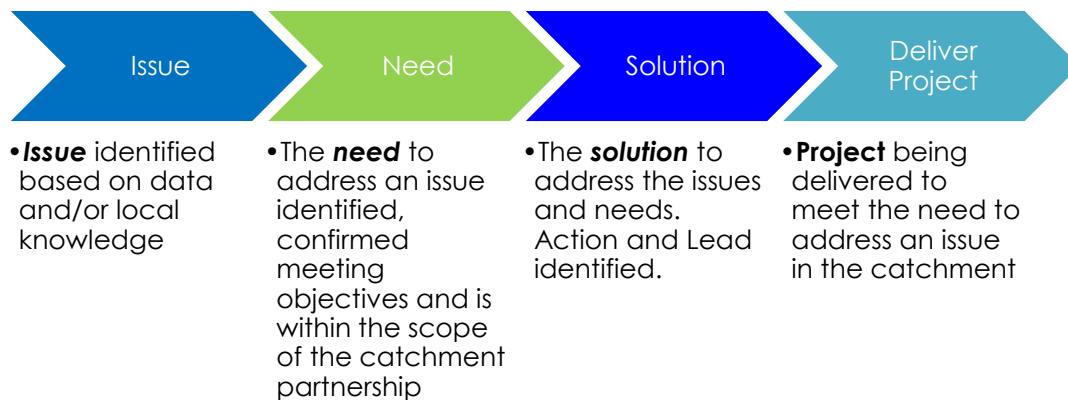 Issue
Need
Solution
Deliver
Project
•Issue identified
based on data
and/or local
knowledge
•The need to
address an issue
identified,
confirmed
meeting
objectives and is
within the scope
of the catchment
partnership
•The solution to
address the issues
and needs.
Action and Lead
identified.
•Project being
delivered to
meet the need to
address an issue
in the catchment